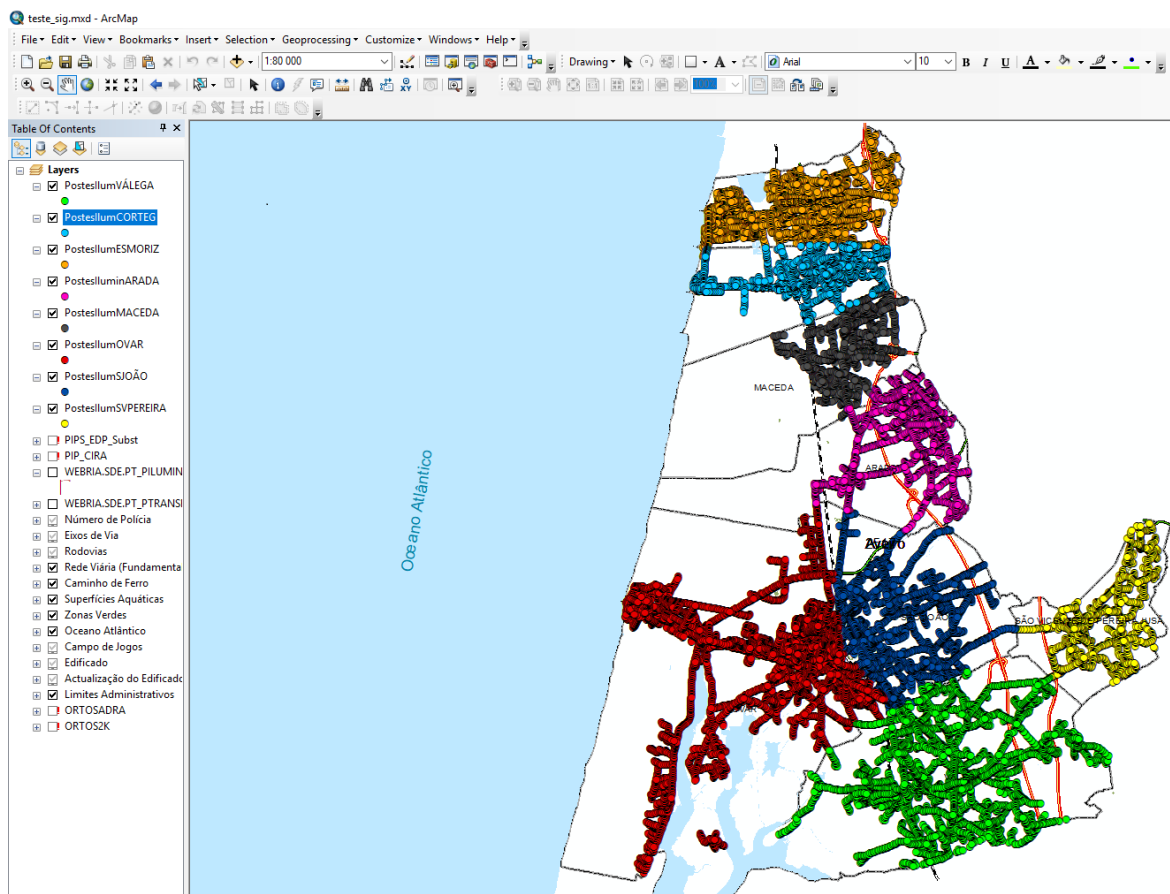 teste_sig.mxd - ArcMap
File Edit View Bookmarks Insert Selection Geoprocessing Customize Windows Help
1:80 000
Drawing
A
Arial
10
B I U A
Table Of Contents
Layers
PostesIlumVÁLEGA
PostesIlumCORTEG
PostesIlumESMORIZ
PostesIluminARADA
PostesIlumMACEDA
PostesIlumOVAR
PostesIlumSJOÃO
PostesIlumSVPEREIRA
PIPS_EDP_Subst
PIP_CIRA
WEBRIA.SDE.PT_PILUMIN
WEBRIA.SDE.PT_PTRANSI
Número de Polícia
Eixos de Via
Rodovias
Rede Viária (Fundamenta
Caminho de Ferro
Superfícies Aquáticas
Zonas Verdes
Oceano Atlântico
Campo de Jogos
Edificado
Actualização do Edificado
Limites Administrativos
ORTOSADRA
ORTOS2K
Oceano Atlântico
MACEDA